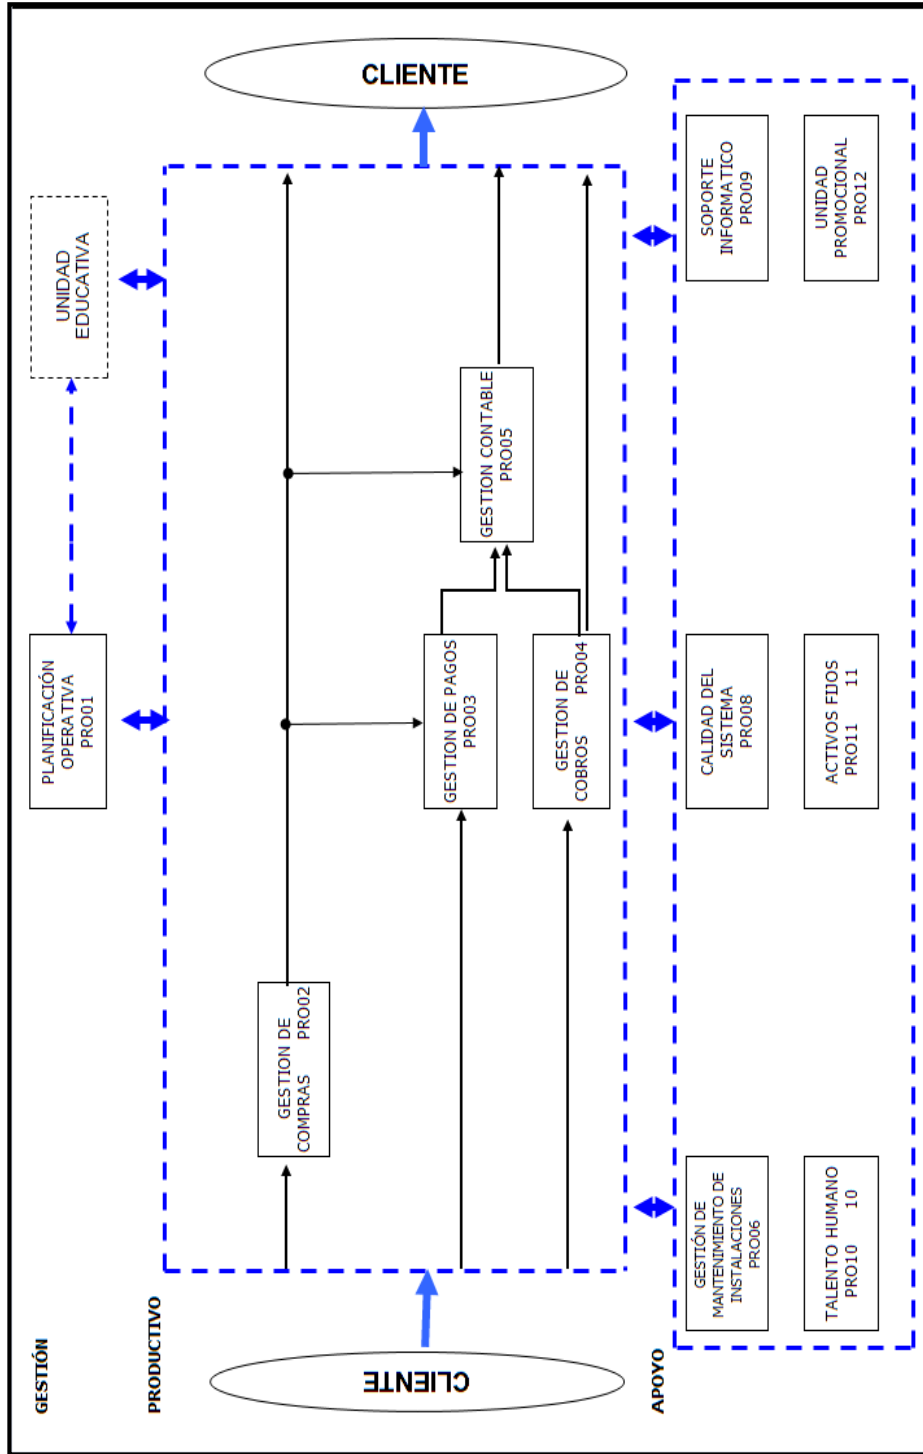 GESTIÓN
PLANIFICACIÓN
OPERATIVA
PRO01
UNIDAD
EDUCATIVA
PRODUCTIVO
CLIENTE
GESTION DE
COMPRAS PRO02
GESTION DE PAGOS
PRO03
GESTION DE
COBROS PRO04
GESTION CONTABLE
PRO05
CLIENTE
APOYO
GESTIÓN DE
MANTENIMIENTO DE
INSTALACIONES
PRO06
CALIDAD DEL
SISTEMA
PRO08
SOPORTE
INFORMATICO
PRO09
TALENTO HUMANO
PRO10 10
ACTIVOS FIJOS
PRO11 11
UNIDAD
PROMOCIONAL
PRO12